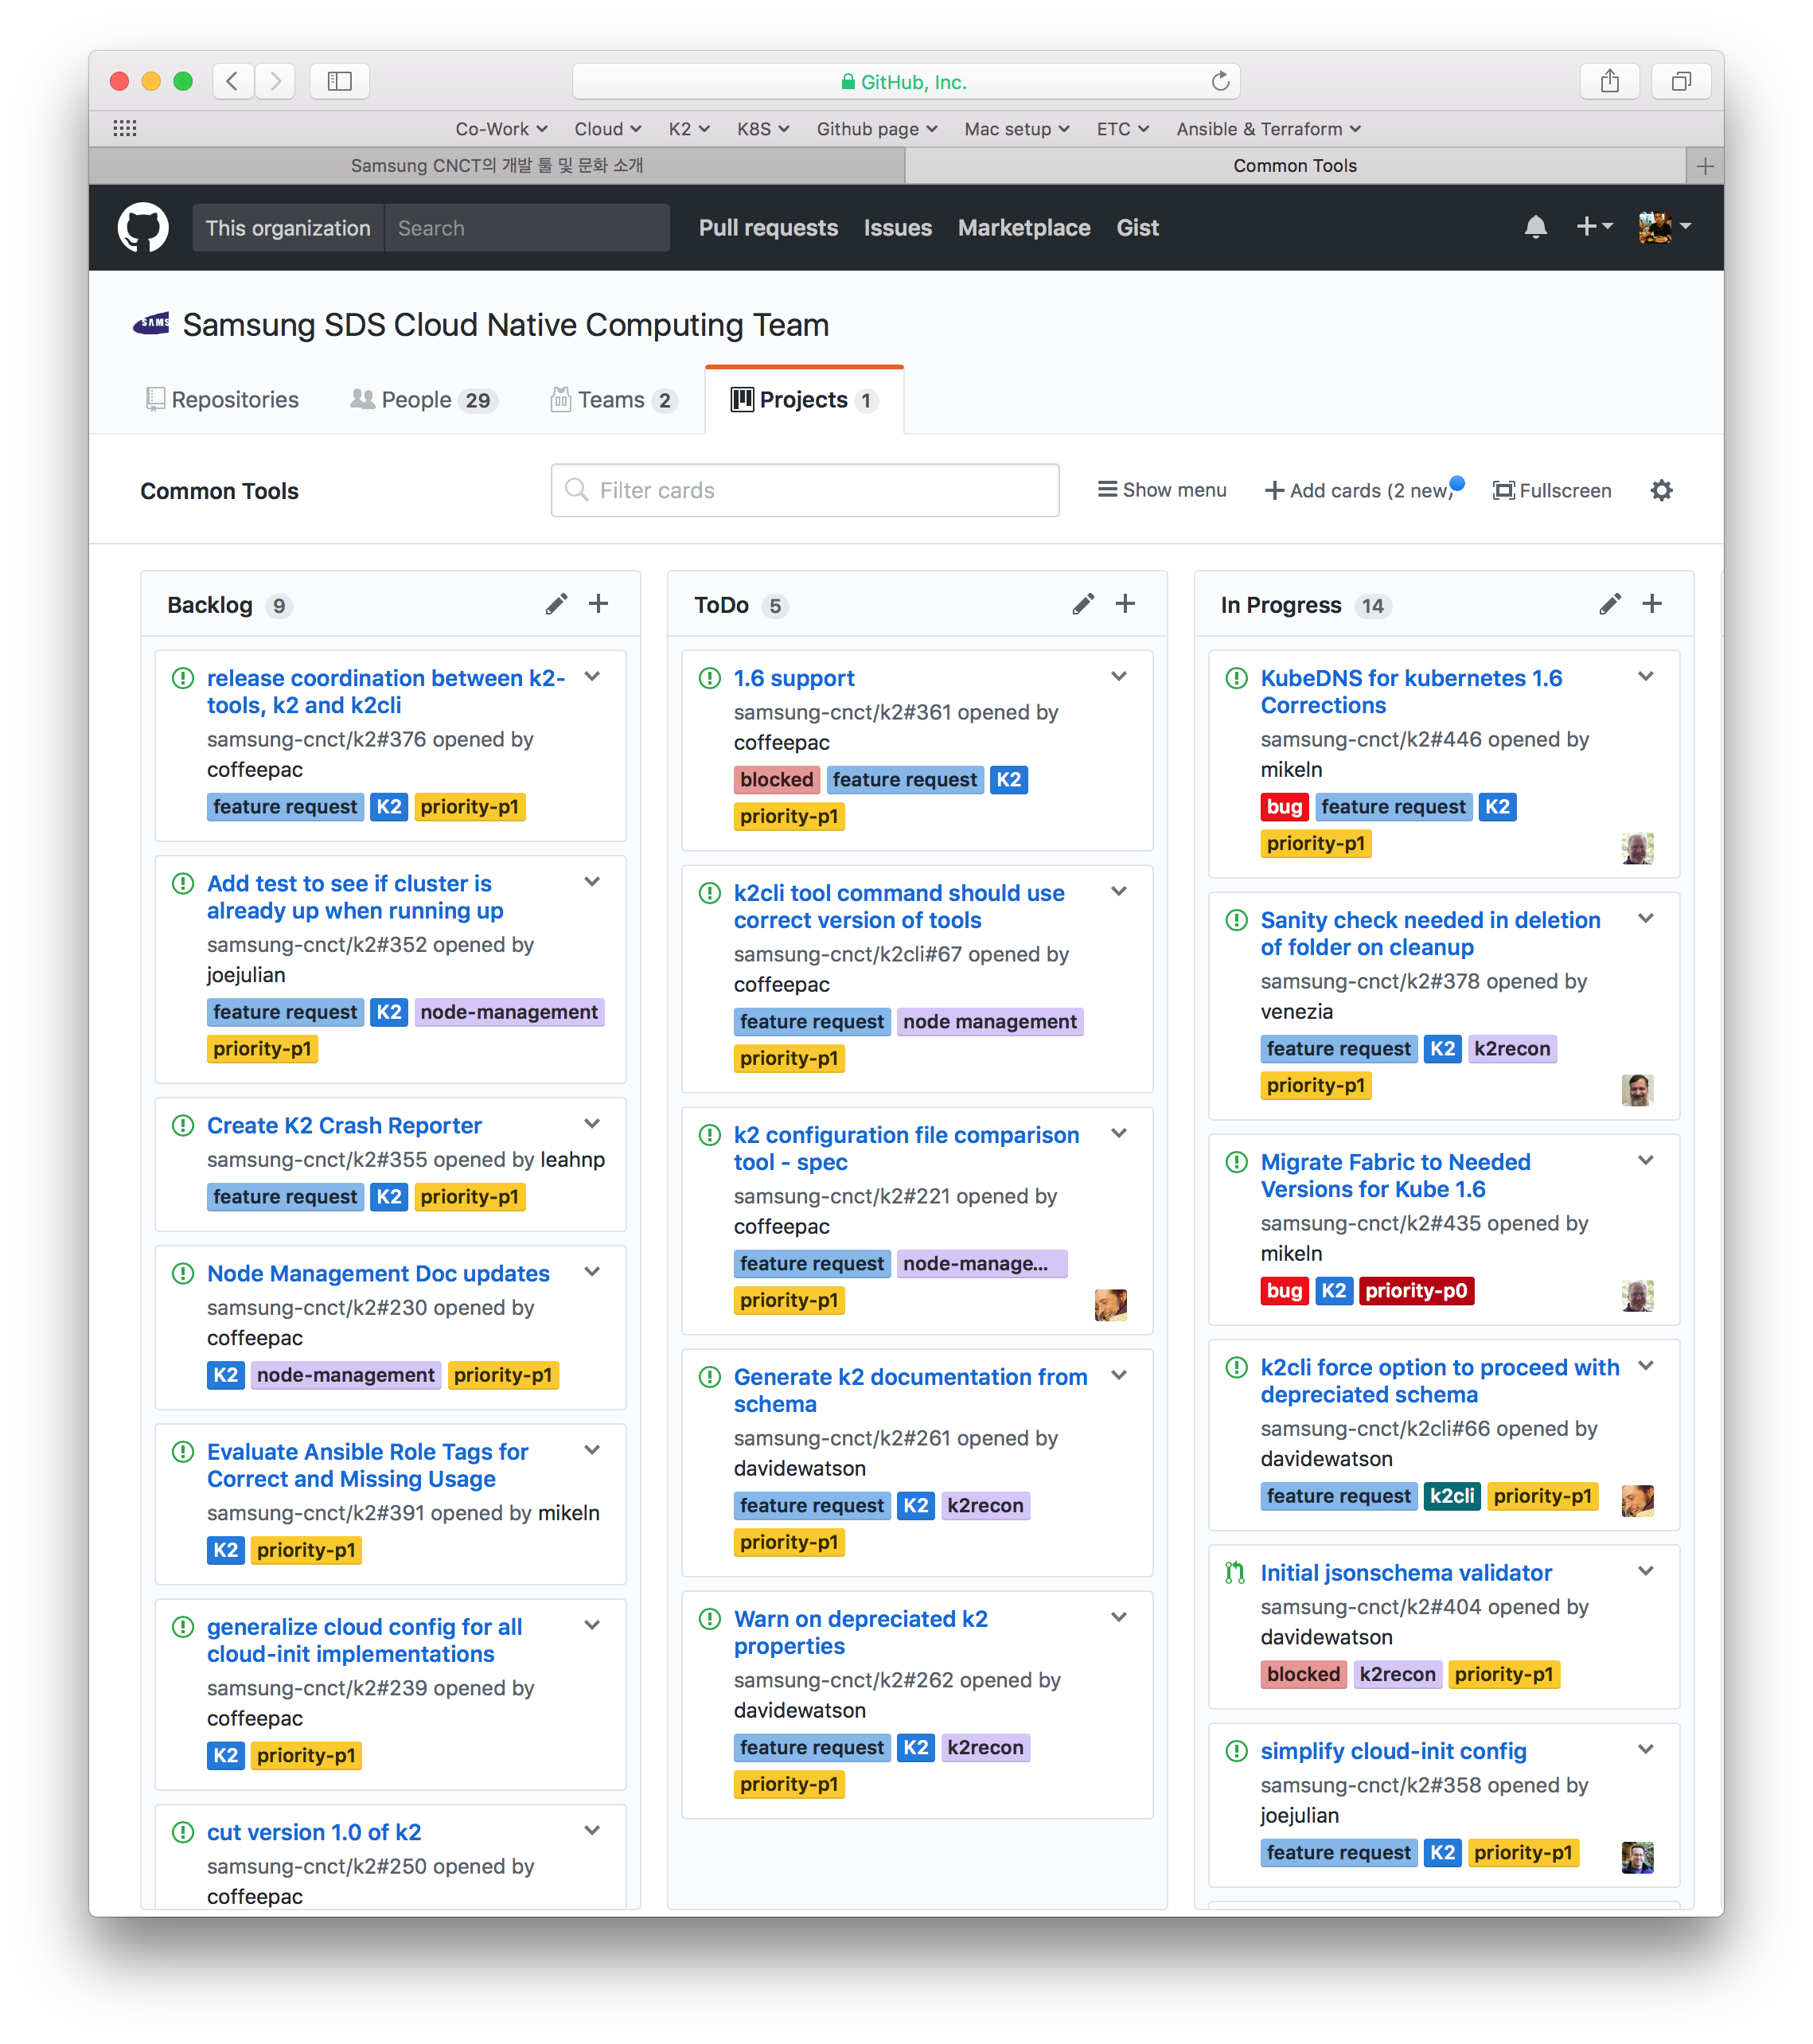 GitHub, Inc.
Co-Work Cloud K2 K8S Github page Mac setup ETC Ansible & Terraform
Samsung CNCT의 개발 툴 및 문화 소개
Common Tools
This organization Search Pull requests Issues Marketplace Gist
SAMS
Samsung SDS Cloud Native Computing Team
Repositories People 29 Teams 2 Projects 1
Common Tools
Filter cards
Show menu
Add cards (2 new)
Fullscreen
Backlog 9
release coordination between k2-
tools, k2 and k2cli
samsung-cnct/k2#376 opened by
coffeepac
feature request K2 priority-p1
Add test to see if cluster is
already up when running up
samsung-cnct/k2#352 opened by
joejulian
feature request K2 node-management
priority-p1
Create K2 Crash Reporter
samsung-cnct/k2#355 opened by leahnp
feature request K2 priority-p1
Node Management Doc updates
samsung-cnct/k2#230 opened by
coffeepac
K2 node-management priority-p1
Evaluate Ansible Role Tags for
Correct and Missing Usage
samsung-cnct/k2#391 opened by mikeln
K2 priority-p1
generalize cloud config for all
cloud-init implementations
samsung-cnct/k2#239 opened by
coffeepac
K2 priority-p1
cut version 1.0 of k2
samsung-cnct/k2#250 opened by
coffeepac
ToDo 5
1.6 support
samsung-cnct/k2#361 opened by
coffeepac
blocked feature request K2
priority-p1
k2cli tool command should use
correct version of tools
samsung-cnct/k2cli#67 opened by
coffeepac
feature request node management
priority-p1
k2 configuration file comparison
tool - spec
samsung-cnct/k2#221 opened by
coffeepac
feature request node-manage...
priority-p1
Generate k2 documentation from
schema
samsung-cnct/k2#261 opened by
davidewatson
feature request K2 k2recon
priority-p1
Warn on depreciated k2
properties
samsung-cnct/k2#262 opened by
davidewatson
feature request K2 k2recon
priority-p1
In Progress 14
KubeDNS for kubernetes 1.6
Corrections
samsung-cnct/k2#446 opened by
mikeln
bug feature request K2
priority-p1
Sanity check needed in deletion
of folder on cleanup
samsung-cnct/k2#378 opened by
venezia
feature request K2 k2recon
priority-p1
Migrate Fabric to Needed
Versions for Kube 1.6
samsung-cnct/k2#435 opened by
mikeln
bug K2 priority-p0
k2cli force option to proceed with
depreciated schema
samsung-cnct/k2cli#66 opened by
davidewatson
feature request k2cli priority-p1
Initial jsonschema validator
samsung-cnct/k2#404 opened by
davidewatson
blocked k2recon priority-p1
simplify cloud-init config
samsung-cnct/k2#358 opened by
joejulian
feature request K2 priority-p1